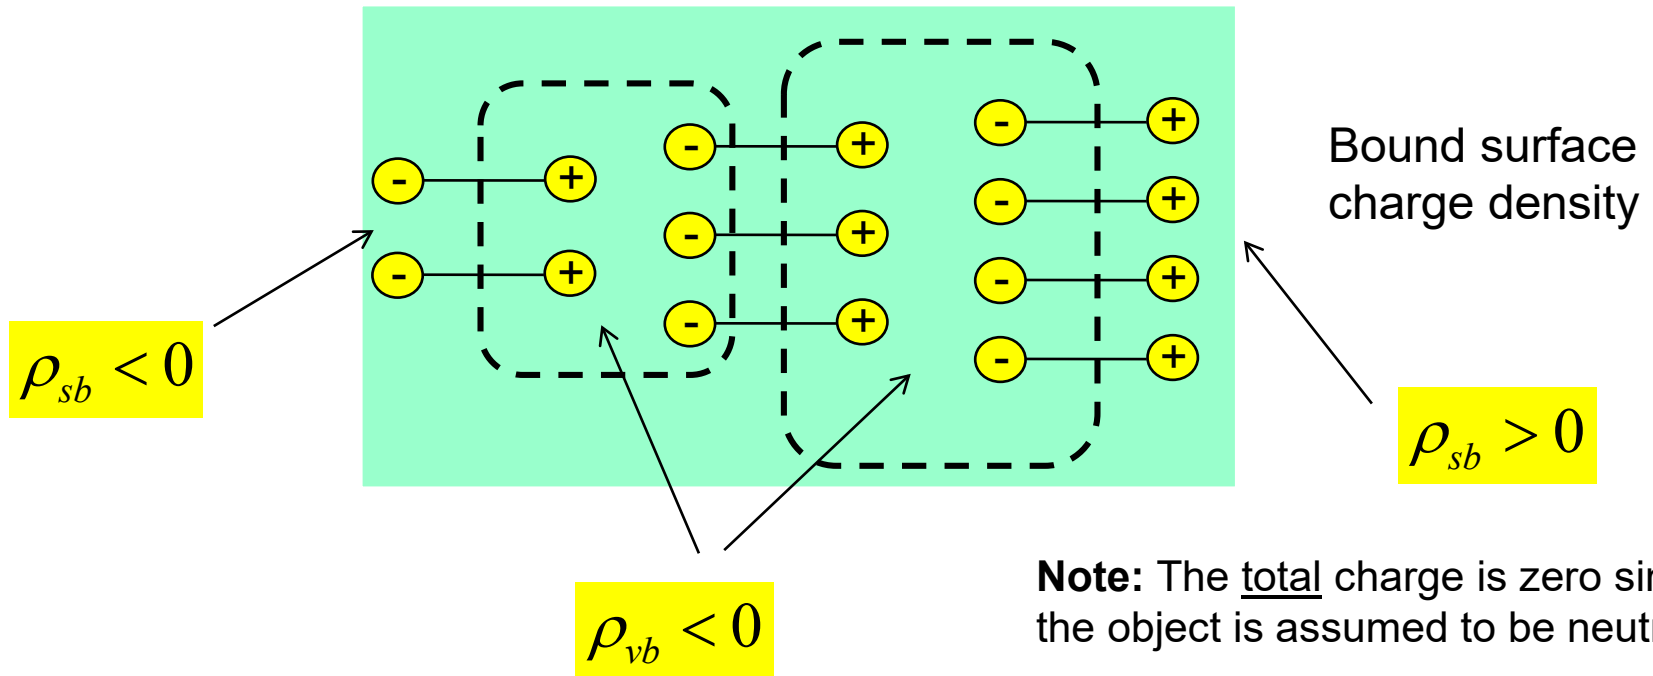 - + - + - +
- + - + - +
- + - + - +
- +
Bound surface
charge density
ρsb < 0
ρsb > 0
ρvb < 0
Note: The total charge is zero
the object is assumed to be